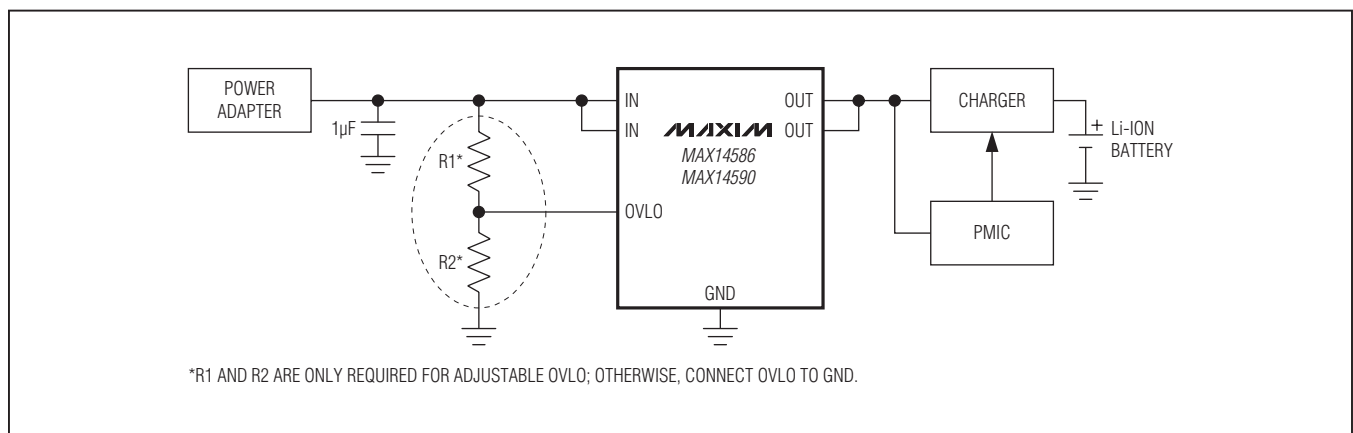 POWER
ADAPTER
1µF
R1*
R2*
IN
IN
OVLO
OUT
OUT
MAXIM
MAX14586
MAX14590
GND
CHARGER
+
Li-ION
BATTERY
PMIC
*R1 AND R2 ARE ONLY REQUIRED FOR ADJUSTABLE OVLO; OTHERWISE, CONNECT OVLO TO GND.